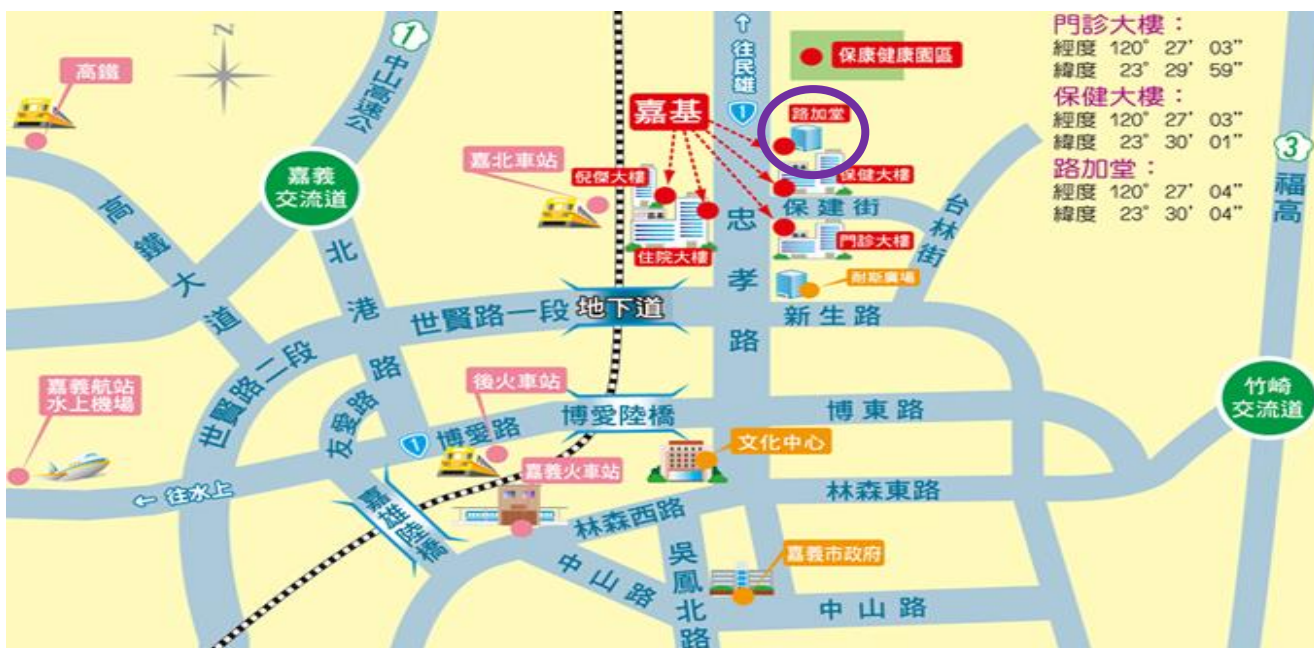 N
高鐵
1
中山高速公
嘉義
交流道
嘉北車站
嘉基
倪傑大樓
住院大樓
↑往民雄
1
保康健康園區
路加堂
保健大樓
保建街
門診大樓
耐斯廣場
台林街
門診大樓：
經度 120° 27' 03"
緯度 23° 29' 59"
保健大樓：
經度 120° 27' 03"
緯度 23° 30' 01"
路加堂：
經度 120° 27' 04"
緯度 23° 30' 04"
3
福高
高鐵大道
北港路
世賢路一段
地下道
忠孝路
新生路
世賢路二段
友愛路
嘉義航站
水上機場
後火車站
1
博愛路
博愛陸橋
博東路
竹崎
交流道
文化中心
←往水上
嘉義火車站
嘉雄陸橋
林森西路
林森東路
中山路
吳鳳北路
嘉義市政府
中山路